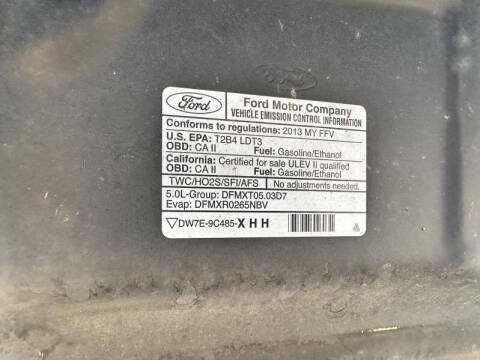 Ford
Ford Motor Company
VEHICLE EMISSION CONTROL INFORMATION
Conforms to regulations: 2013 MY FFV
U.S. EPA: T2B4 LDT3
OBD: CA II Fuel: Gasoline/Ethanol
California: Certified for sale ULEV II qualified
OBD: CA II Fuel: Gasoline/Ethanol
TWC/HO2S/SFI/AFS No adjustments needed.
5.0L-Group: DFMXT05.03D7
Evap: DFMXR0265NBV
DW7E-9C485-XHH